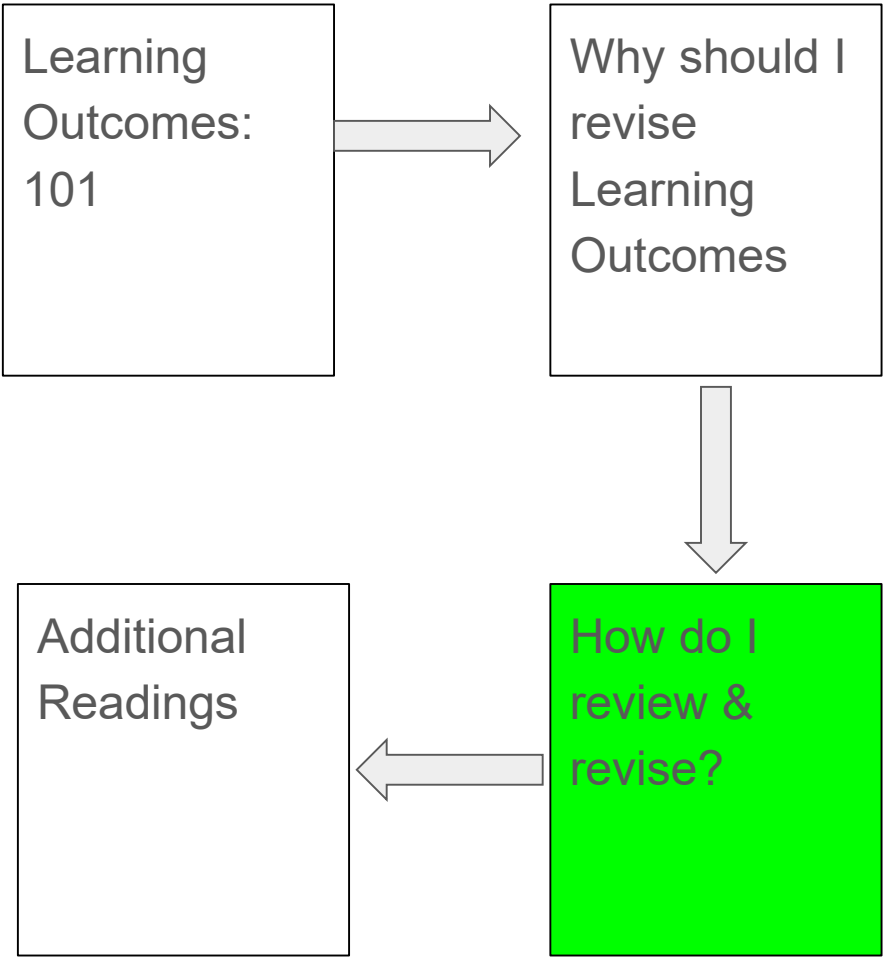 Learning
Outcomes:
101
Why should I
revise
Learning
Outcomes
How do I
review &
revise?
Additional
Readings